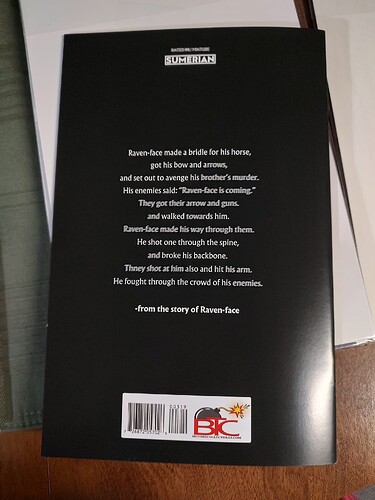 RATED M / MATURE
SUMERIAN
Raven-face made a bridle for his horse,
got his bow and arrows,
and set out to avenge his brother's murder.
His enemies said: "Raven-face is coming."
They got their arrow and guns.
and walked towards him.
Raven-face made his way through them.
He shot one through the spine,
and broke his backbone.
Thney shot at him also and hit his arm.
He fought through the crowd of his enemies.
-from the story of Raven-face
00319
BTC